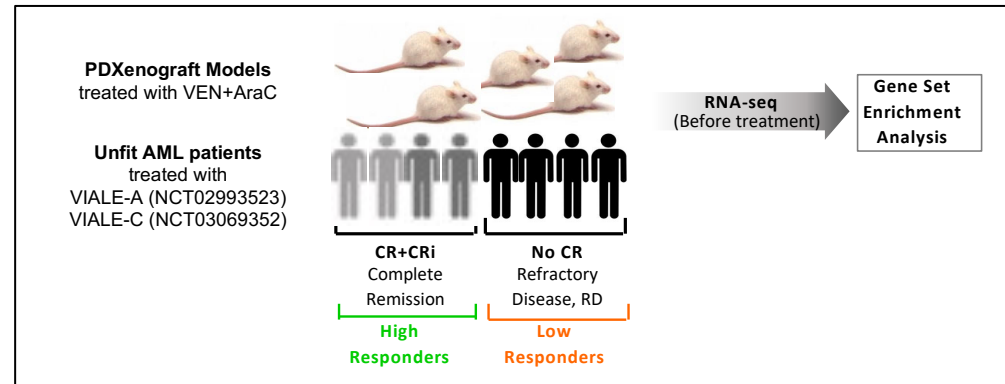 PDXenograft Models
treated with VEN+AraC
Unfit AML patients
treated with
VIALE-A (NCT02993523)
VIALE-C (NCT03069352)
CR+CRi
Complete
Remission
High
Responders
No CR
Refractory
Disease, RD
Low
Responders
RNA-seq
(Before treatment)
Gene Set
Enrichment
Analysis